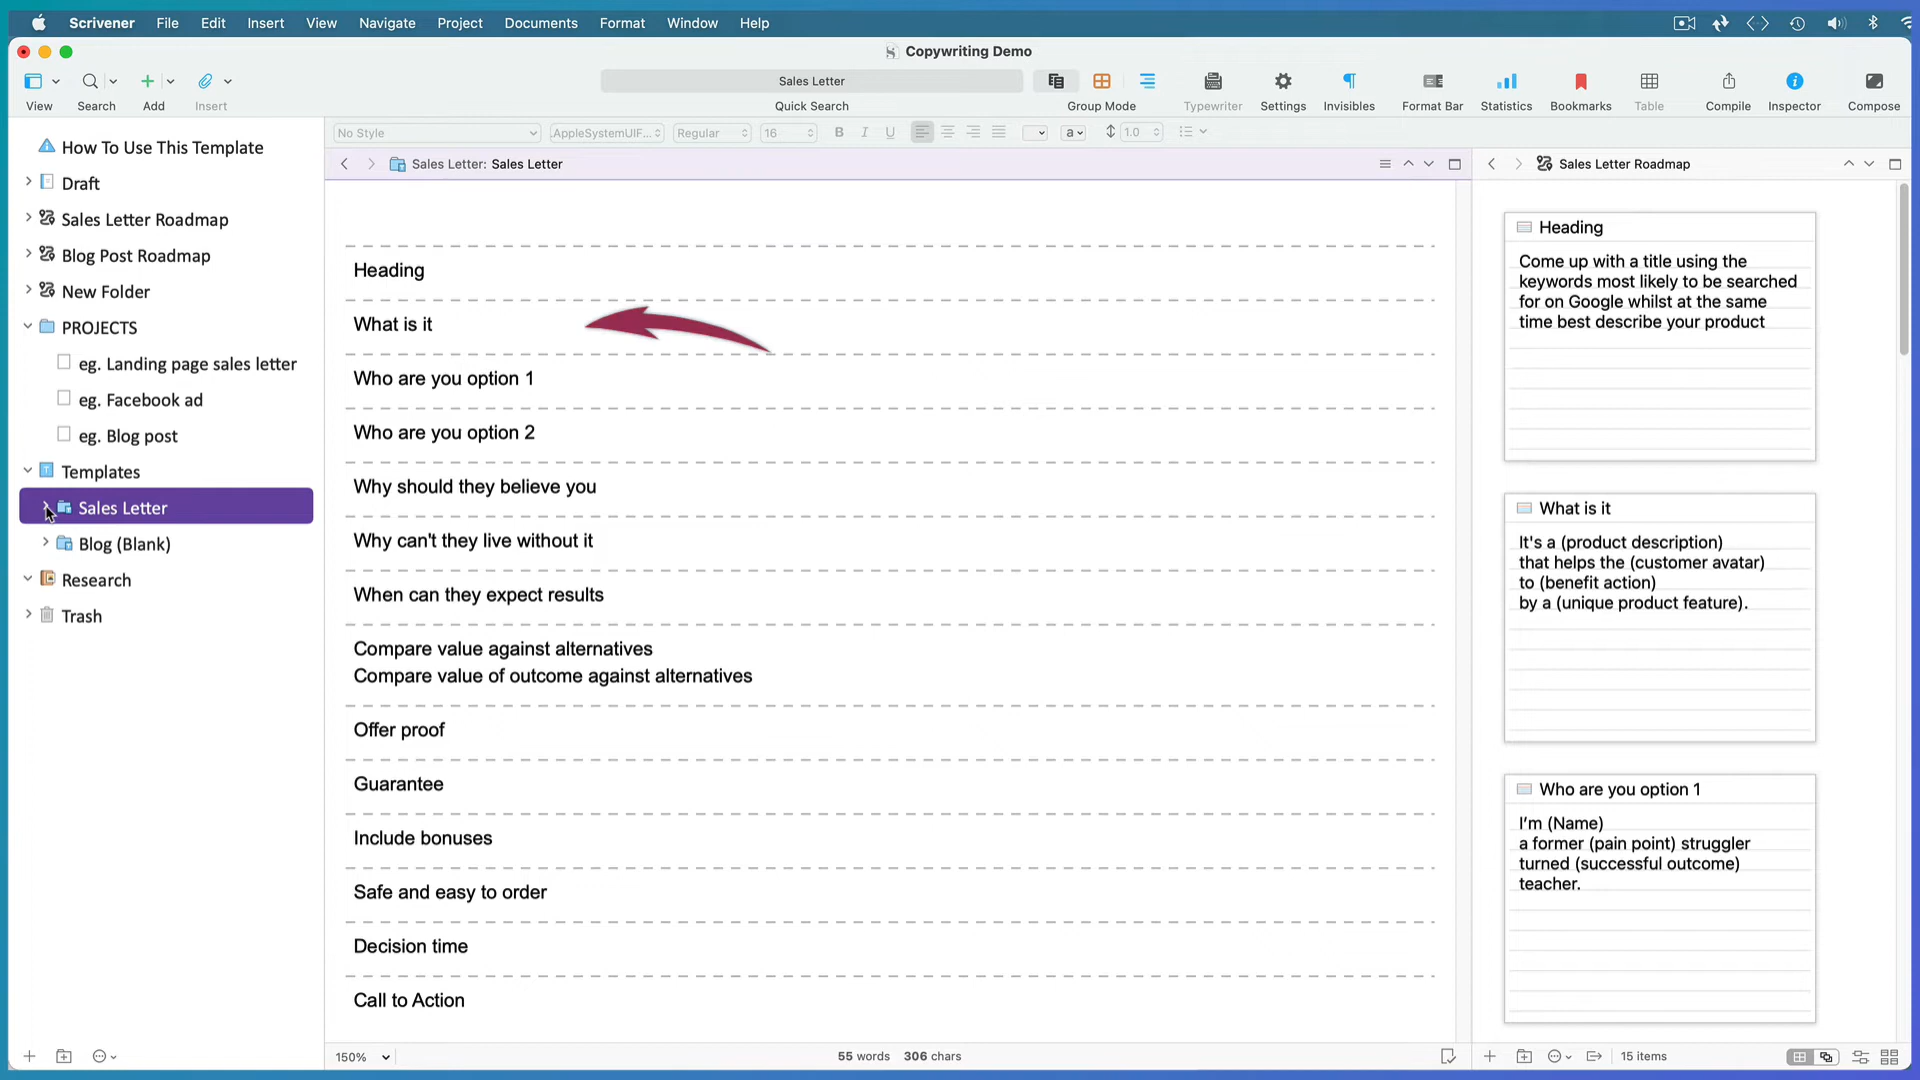 Scrivener File Edit Insert View Navigate Project Documents Format Window Help
Copywriting Demo
Sales Letter
View Search Add Insert Quick Search Group Mode Typewriter Settings Invisibles Format Bar Statistics Bookmarks Table Compile Inspector Compose
No Style .AppleSystemUIF... Regular 16 B I U a 1.0
How To Use This Template
Draft
Sales Letter Roadmap
Blog Post Roadmap
New Folder
PROJECTS
eg. Landing page sales letter
eg. Facebook ad
eg. Blog post
Templates
Sales Letter
Blog (Blank)
Research
Trash
Sales Letter: Sales Letter
Heading
What is it
Who are you option 1
Who are you option 2
Why should they believe you
Why can't they live without it
When can they expect results
Compare value against alternatives
Compare value of outcome against alternatives
Offer proof
Guarantee
Include bonuses
Safe and easy to order
Decision time
Call to Action
150%
55 words 306 chars
Sales Letter Roadmap
Heading
Come up with a title using the
keywords most likely to be searched
for on Google whilst at the same
time best describe your product
What is it
It's a (product description)
that helps the (customer avatar)
to (benefit action)
by a (unique product feature).
Who are you option 1
I'm (Name)
a former (pain point) struggler
turned (successful outcome)
teacher.
15 items